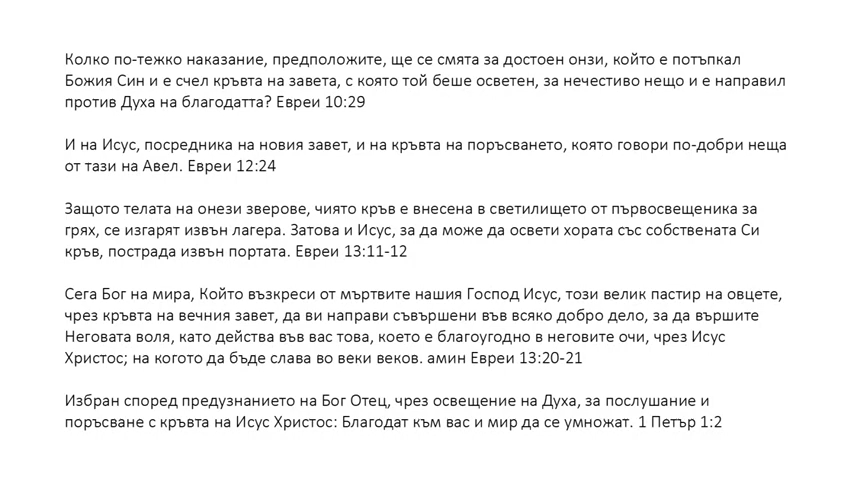 Колко по-тежко наказание, предположите, ще се смята за достоен онзи, който е потъпкал
Божия Син и е счел кръвта на завета, с която той беше осветен, за нечестиво нещо и е направил
против Духа на благодатта? Евреи 10:29
И на Исус, посредника на новия завет, и на кръвта на поръсването, която говори по-добри неща
от тази на Авел. Евреи 12:24
Защото телата на онези зверове, чиято кръв е внесена в светилището от първосвещеника за
грях, се изгарят извън лагера. Затова и Исус, за да може да освети хората със собствената Си
кръв, пострада извън портата. Евреи 13:11-12
Сега Бог на мира, Който възкреси от мъртвите нашия Господ Исус, този велик пастир на овцете,
чрез кръвта на вечния завет, да ви направи съвършени във всяко добро дело, за да вършите
Неговата воля, като действа във вас това, което е благоугодно в неговите очи, чрез Исус
Христос; на когото да бъде слава во веки веков. амин Евреи 13:20-21
Избран според предузнанието на Бог Отец, чрез освещение на Духа, за послушание и
поръсване с кръвта на Исус Христос: Благодат към вас и мир да се умножат. 1 Петър 1:2